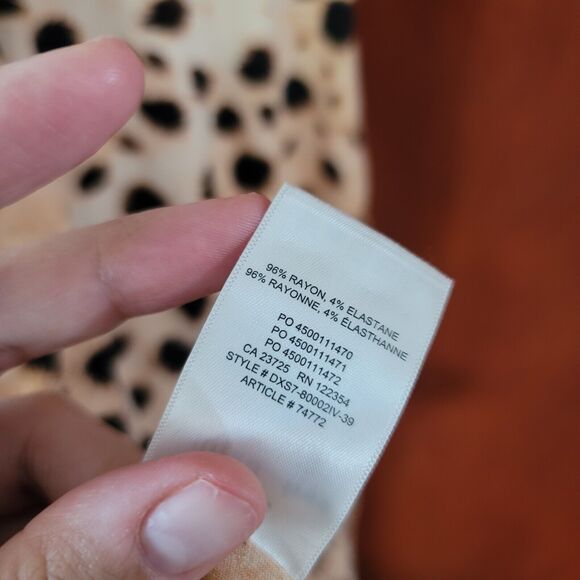 96% RAYON, 4% ELASTANE
96% RAYONNE, 4% ÉLASTHANNE
PO 4500111470
PO 4500111471
PO 4500111472
CA 23725 RN 122354
STYLE # DXS7-80002IV-39
ARTICLE # 74772